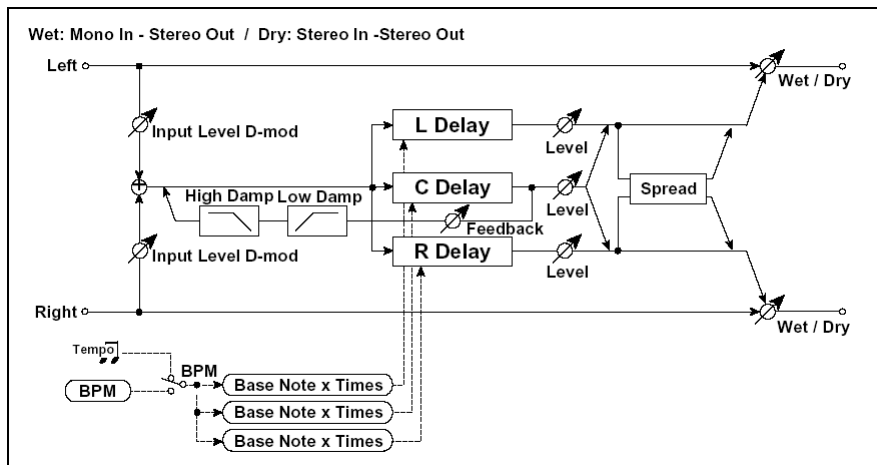 Wet: Mono In - Stereo Out / Dry: Stereo In -Stereo Out
Left
Wet / Dry
Input Level D-mod
L Delay
Level
High Damp
Low Damp
C Delay
Level
Spread
Feedback
Input Level D-mod
R Delay
Level
Right
Wet / Dry
Tempo
BPM
BPM
Base Note x Times
Base Note x Times
Base Note x Times